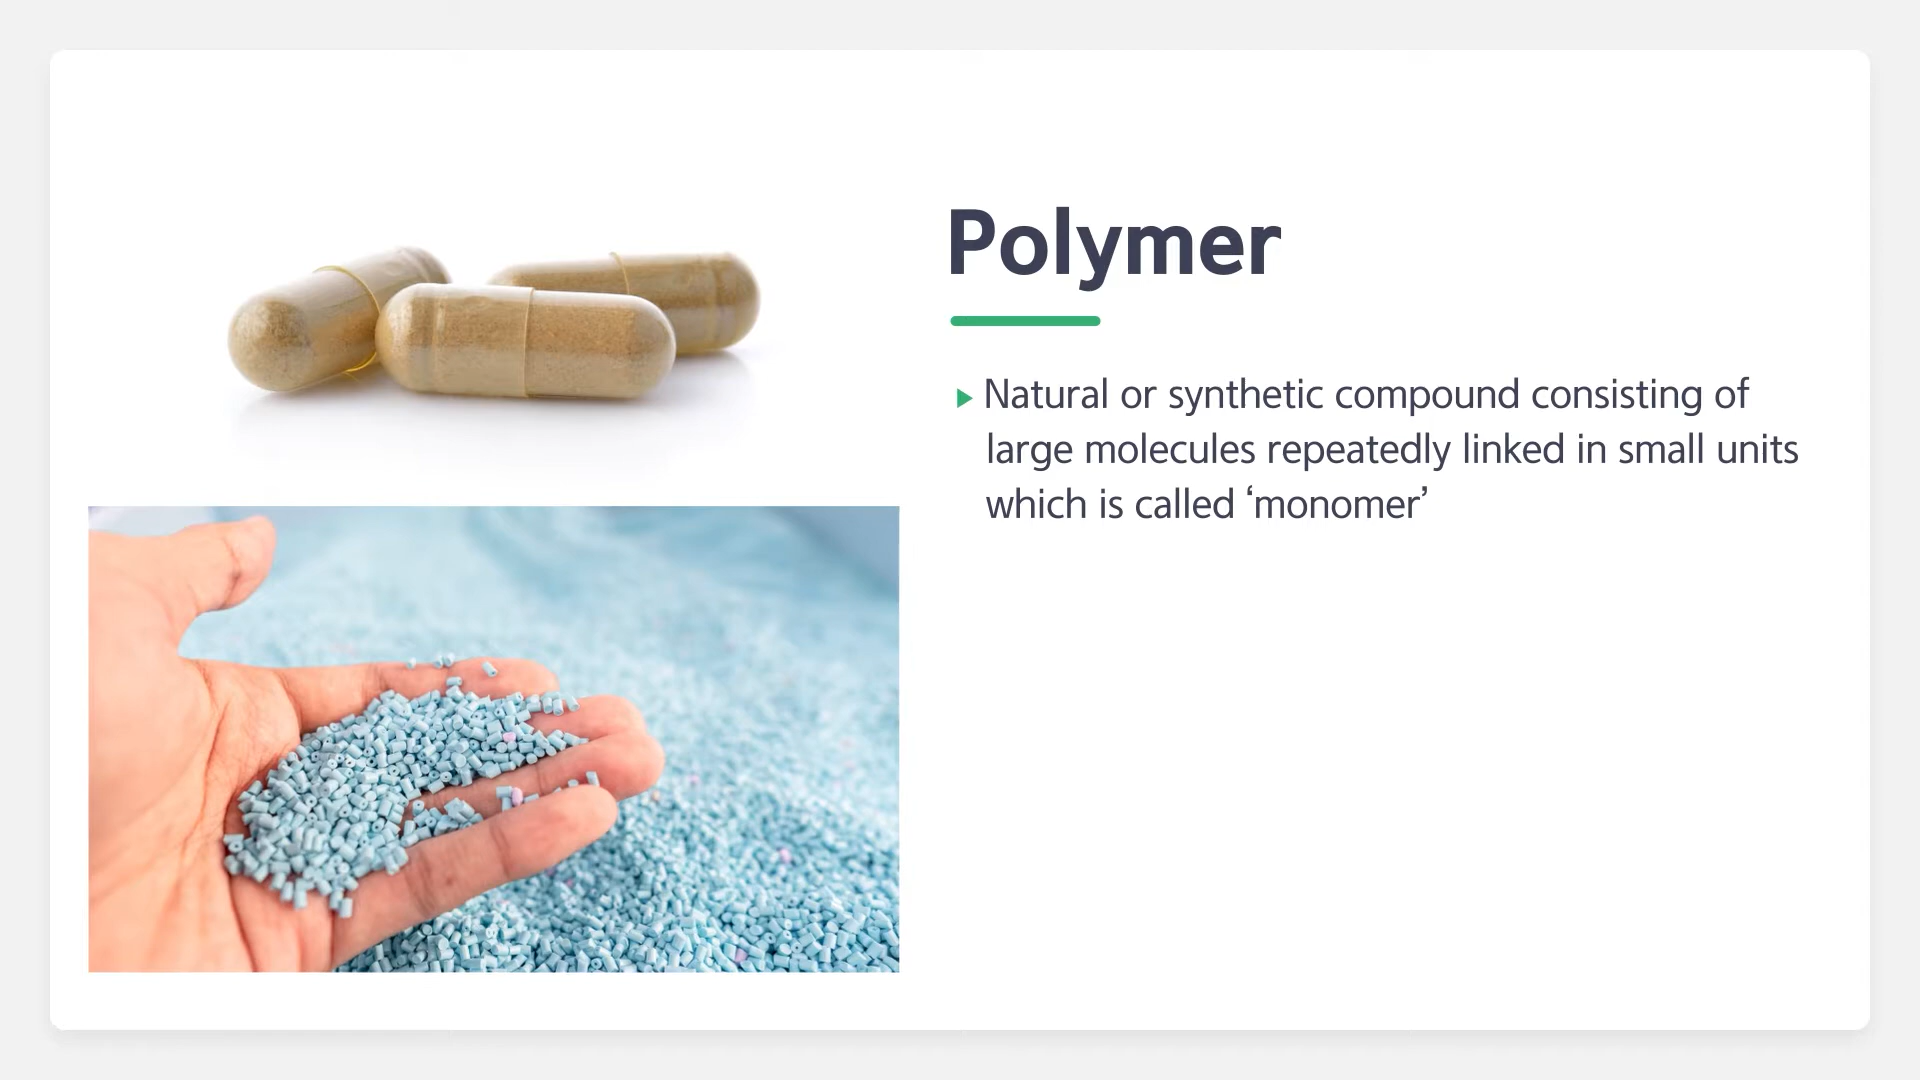 Polymer
Natural or synthetic compound consisting of
large molecules repeatedly linked in small units
which is called ‘monomer’